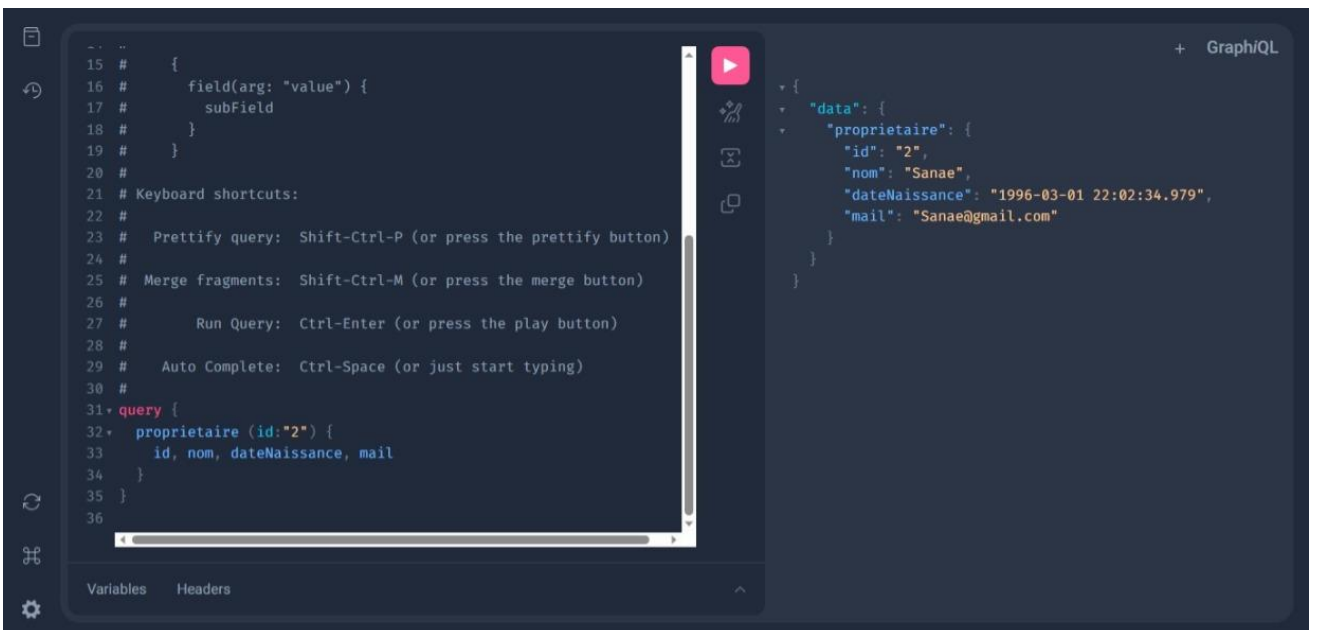 15 #     {
16 #       field(arg: "value") {
17 #         subField
18 #       }
19 #     }
20 #
21 # Keyboard shortcuts:
22 #
23 #   Prettify query:  Shift-Ctrl-P (or press the prettify button)
24 #
25 #  Merge fragments:  Shift-Ctrl-M (or press the merge button)
26 #
27 #        Run Query:  Ctrl-Enter (or press the play button)
28 #
29 #    Auto Complete:  Ctrl-Space (or just start typing)
30 #
31 query {
32   proprietaire (id:"2") {
33     id, nom, dateNaissance, mail
34   }
35 }
36
Variables Headers
+ GraphiQL
{
  "data": {
    "proprietaire": {
      "id": "2",
      "nom": "Sanae",
      "dateNaissance": "1996-03-01 22:02:34.979",
      "mail": "Sanae@gmail.com"
    }
  }
}